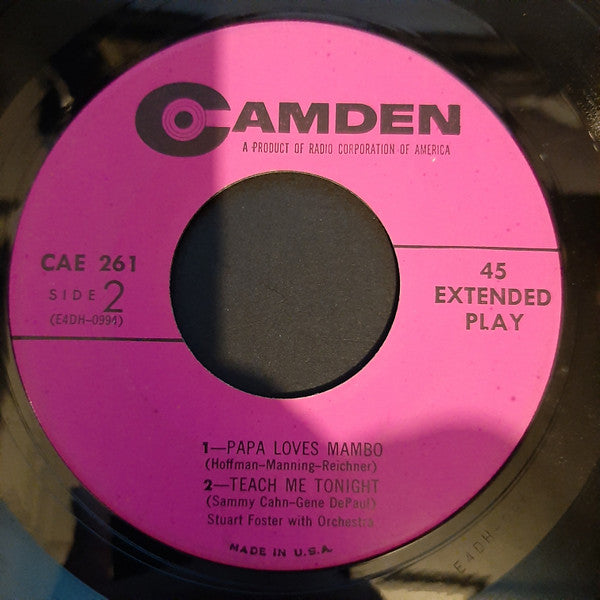 CAMDEN
A PRODUCT OF RADIO CORPORATION OF AMERICA
CAE 261
SIDE 2
(E4DH-0994)
45
EXTENDED
PLAY
1—PAPA LOVES MAMBO
(Hoffman-Manning-Reichner)
2—TEACH ME TONIGHT
(Sammy Cahn-Gene DePaul)
Stuart Foster with Orchestra
MADE IN U.S.A.
E4DH-